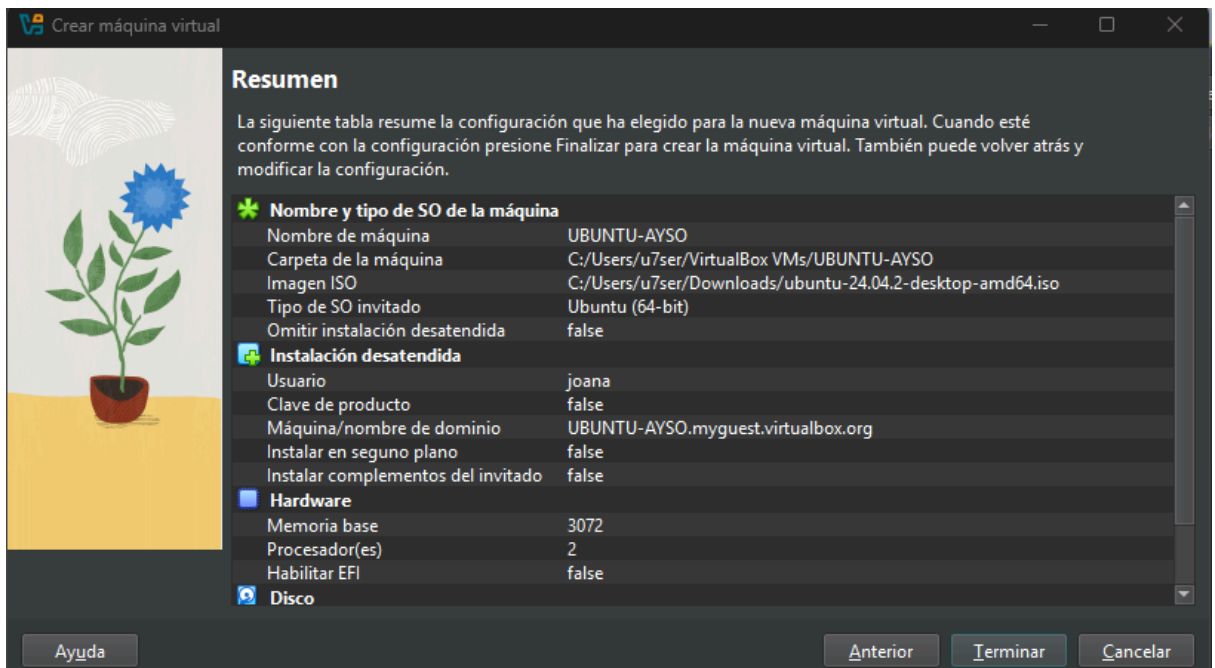 Crear máquina virtual
Resumen
La siguiente tabla resume la configuración que ha elegido para la nueva máquina virtual. Cuando esté
conforme con la configuración presione Finalizar para crear la máquina virtual. También puede volver atrás y
modificar la configuración.
Nombre y tipo de SO de la máquina
Nombre de máquina UBUNTU-AYSO
Carpeta de la máquina C:/Users/u7ser/VirtualBox VMs/UBUNTU-AYSO
Imagen ISO C:/Users/u7ser/Downloads/ubuntu-24.04.2-desktop-amd64.iso
Tipo de SO invitado Ubuntu (64-bit)
Omitir instalación desatendida false
Instalación desatendida
Usuario joana
Clave de producto false
Máquina/nombre de dominio UBUNTU-AYSO.myguest.virtualbox.org
Instalar en seguno plano false
Instalar complementos del invitado false
Hardware
Memoria base 3072
Procesador(es) 2
Habilitar EFI false
Disco
Ayuda Anterior Terminar Cancelar